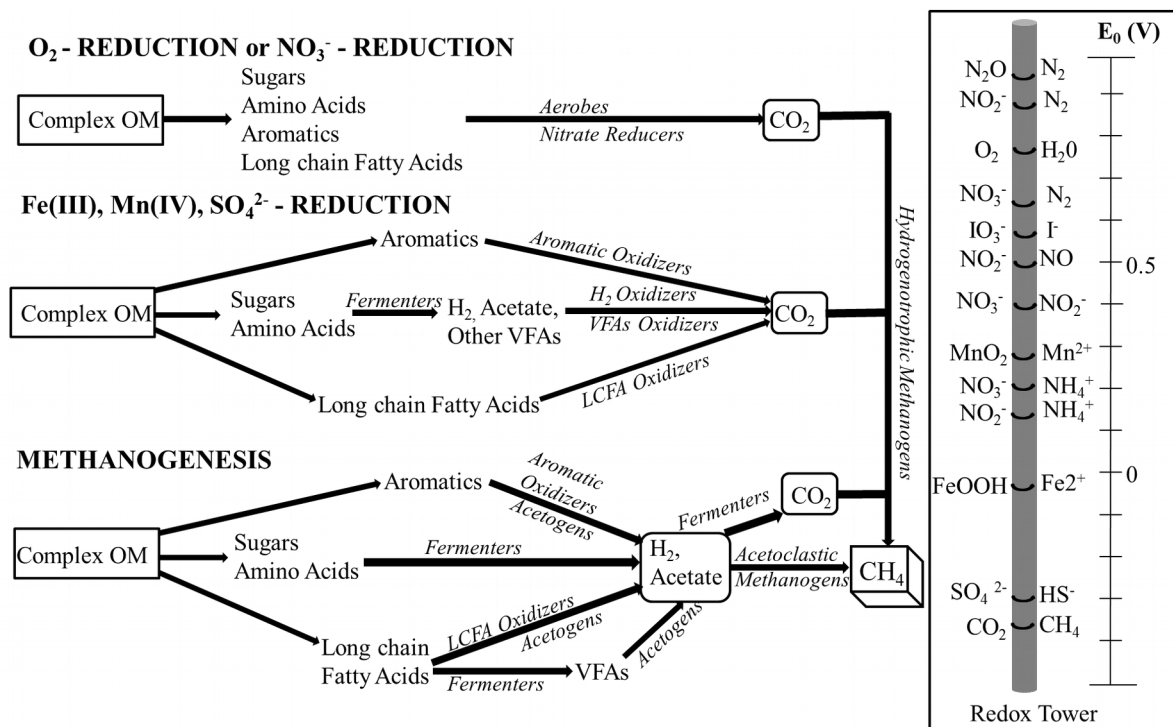 O₂ - REDUCTION or NO₃⁻ - REDUCTION
Complex OM
Sugars
Amino Acids
Aromatics
Long chain Fatty Acids
Aerobes
Nitrate Reducers
CO₂
Fe(III), Mn(IV), SO₄²⁻ - REDUCTION
Complex OM
Aromatics
Sugars
Amino Acids
Long chain Fatty Acids
Fermenters
H₂, Acetate,
Other VFAs
Aromatic Oxidizers
H₂ Oxidizers
VFAs Oxidizers
LCFA Oxidizers
CO₂
Hydrogenotrophic Methanogens
METHANOGENESIS
Complex OM
Aromatics
Sugars
Amino Acids
Long chain
Fatty Acids
Aromatic
Oxidizers
Acetogens
Fermenters
LCFA Oxidizers
Acetogens
Fermenters
VFAs
Acetogens
H₂,
Acetate
Fermenters
CO₂
Acetoclastic
Methanogens
CH₄
E₀ (V)
N₂O N₂
NO₂⁻ N₂
O₂ H₂0
NO₃⁻ N₂
IO₃⁻ I⁻
NO₂⁻ NO
0.5
NO₃⁻ NO₂⁻
MnO₂ Mn²⁺
NO₃⁻ NH₄⁺
NO₂⁻ NH₄⁺
0
FeOOH Fe2⁺
SO₄ ²⁻ HS⁻
CO₂ CH₄
Redox Tower